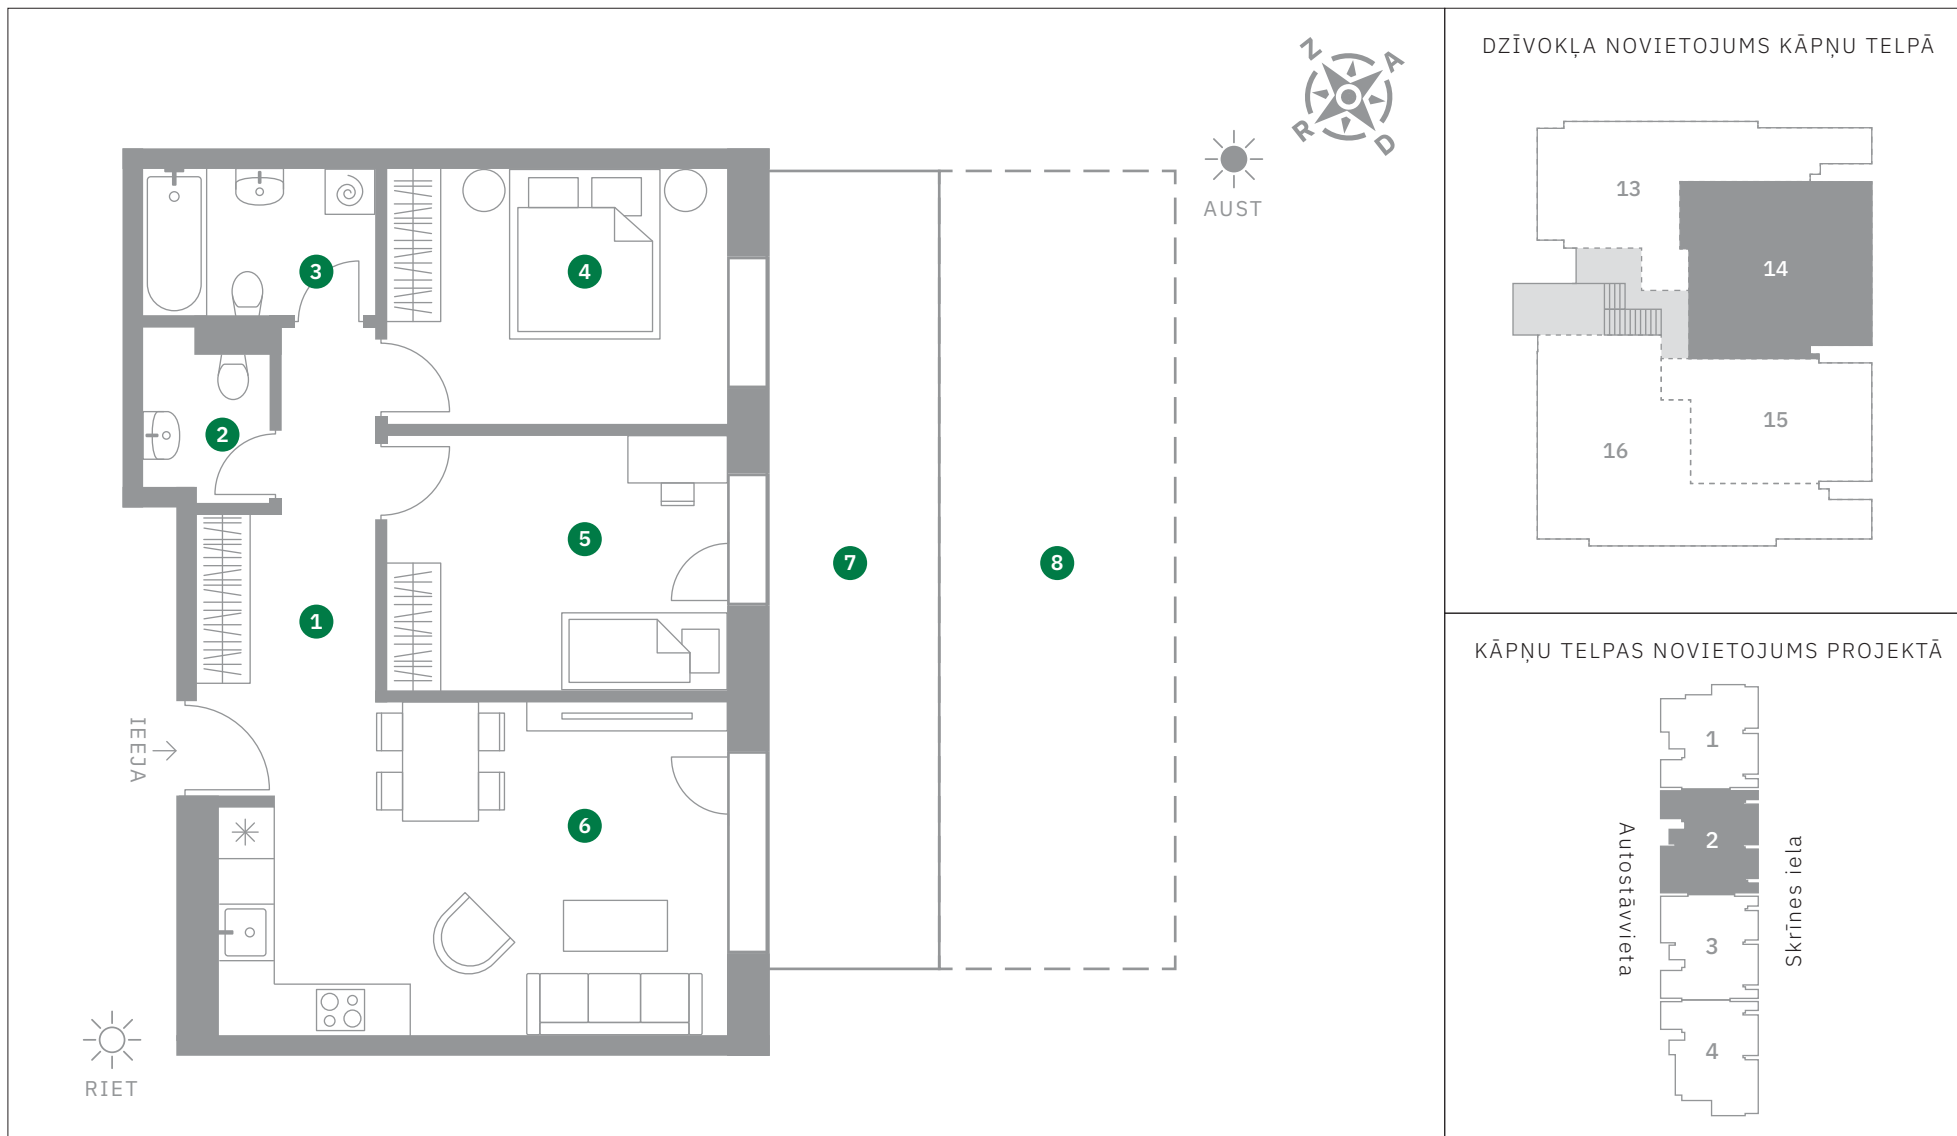 Z
A
R
D
AUST
3
4
2
5
7
8
1
IEEJA
6
RIET
DZĪVOKĻA NOVIETOJUMS KĀPŅU TELPĀ
13
14
15
16
KĀPŅU TELPAS NOVIETOJUMS PROJEKTĀ
1
2
3
4
Autostāvvieta
Skrīnes iela